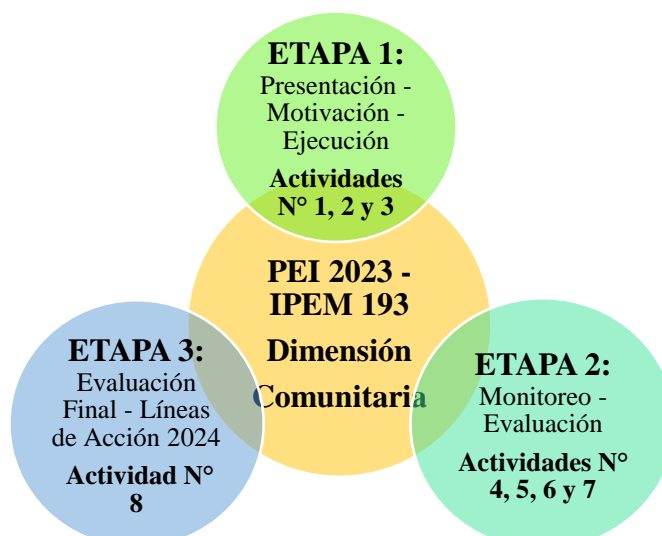 ETAPA 1:
Presentación -
Motivación -
Ejecución
Actividades
N° 1, 2 y 3
PEI 2023 -
IPEM 193
Dimensión
Comunitaria
ETAPA 3:
Evaluación
Final - Líneas
de Acción 2024
Actividad N°
8
ETAPA 2:
Monitoreo -
Evaluación
Actividades N°
4, 5, 6 y 7